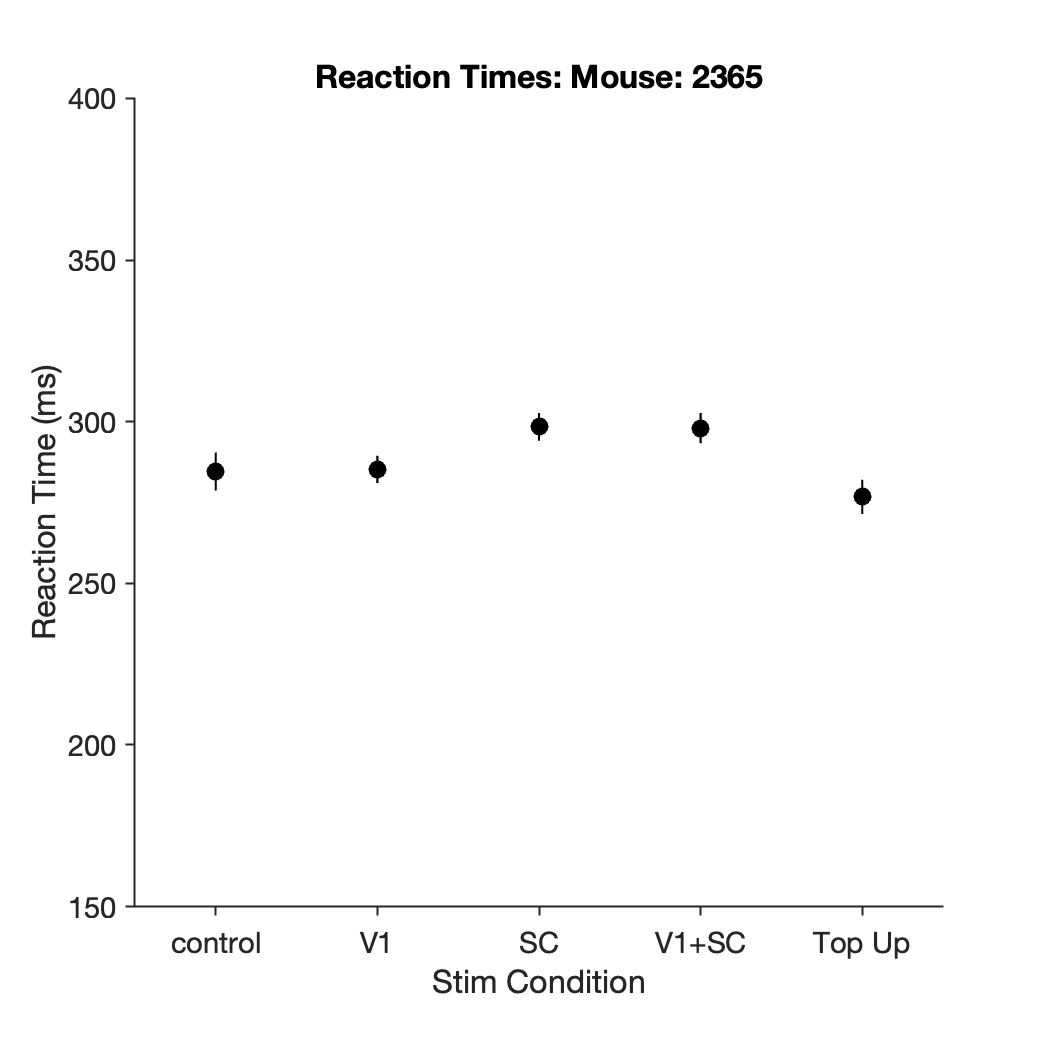 Reaction Times: Mouse: 2365
400
350
300
250
200
150
Reaction Time (ms)
control
V1
SC
V1+SC
Top Up
Stim Condition